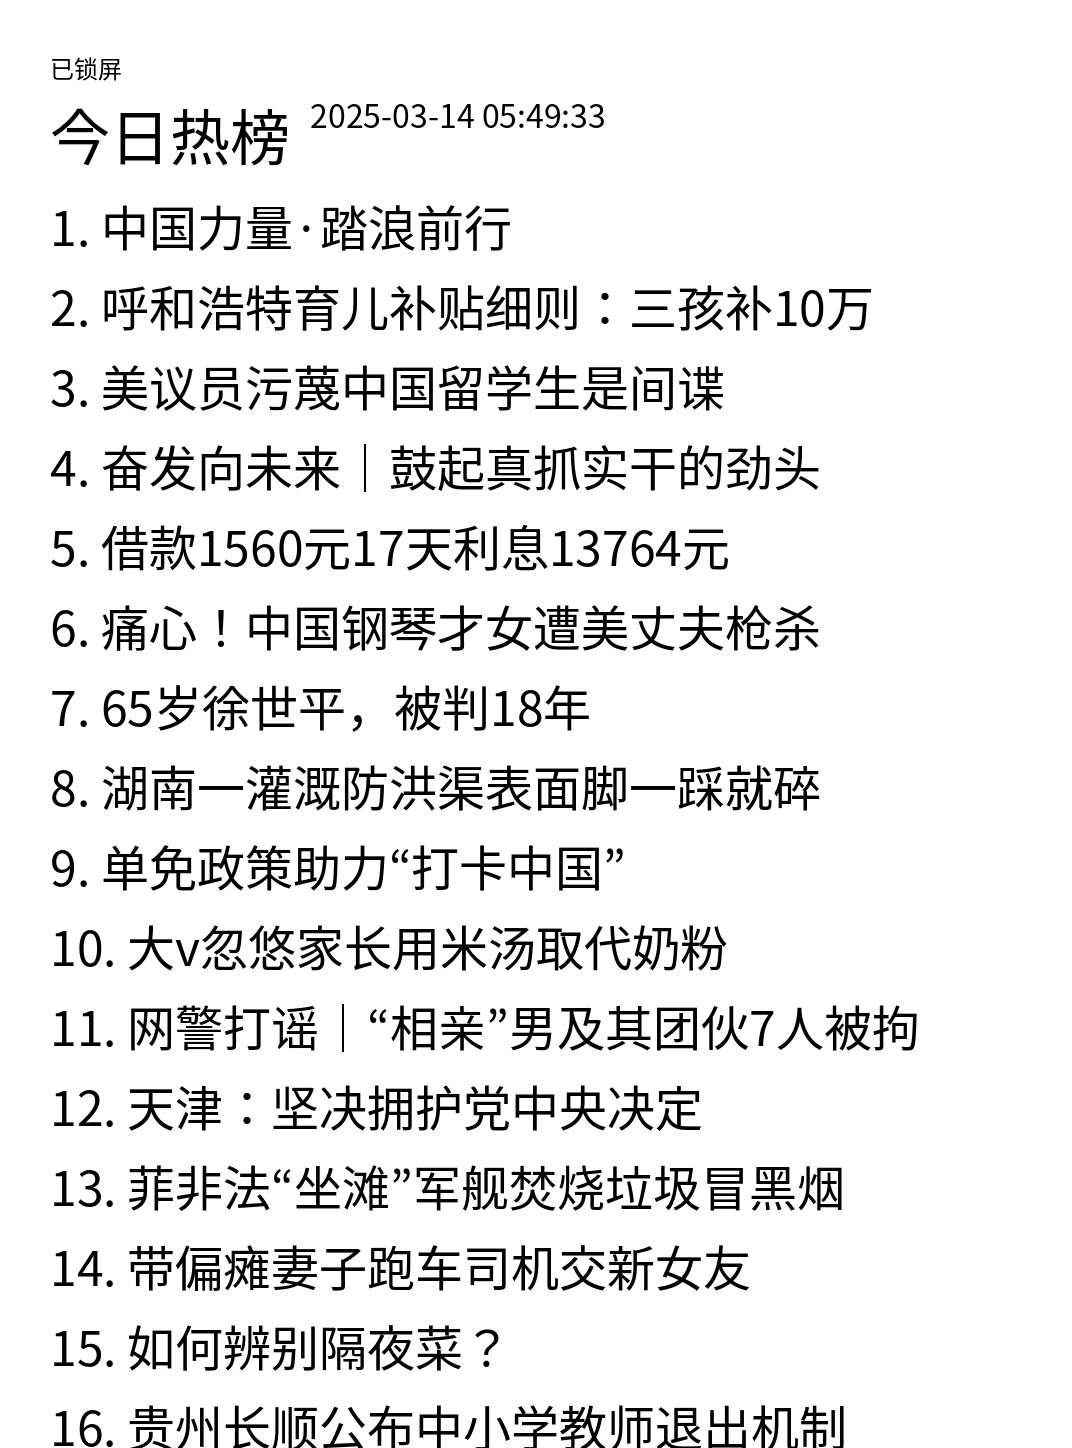 已锁屏
今日热榜 2025-03-14 05:49:33
1. 中国力量·踏浪前行
2. 呼和浩特育儿补贴细则：三孩补10万
3. 美议员污蔑中国留学生是间谍
4. 奋发向未来｜鼓起真抓实干的劲头
5. 借款1560元17天利息13764元
6. 痛心！中国钢琴才女遭美丈夫枪杀
7. 65岁徐世平，被判18年
8. 湖南一灌溉防洪渠表面脚一踩就碎
9. 单免政策助力“打卡中国”
10. 大v忽悠家长用米汤取代奶粉
11. 网警打谣｜“相亲”男及其团伙7人被拘
12. 天津：坚决拥护党中央决定
13. 菲非法“坐滩”军舰焚烧垃圾冒黑烟
14. 带偏瘫妻子跑车司机交新女友
15. 如何辨别隔夜菜？
16. 贵州长顺公布中小学教师退出机制